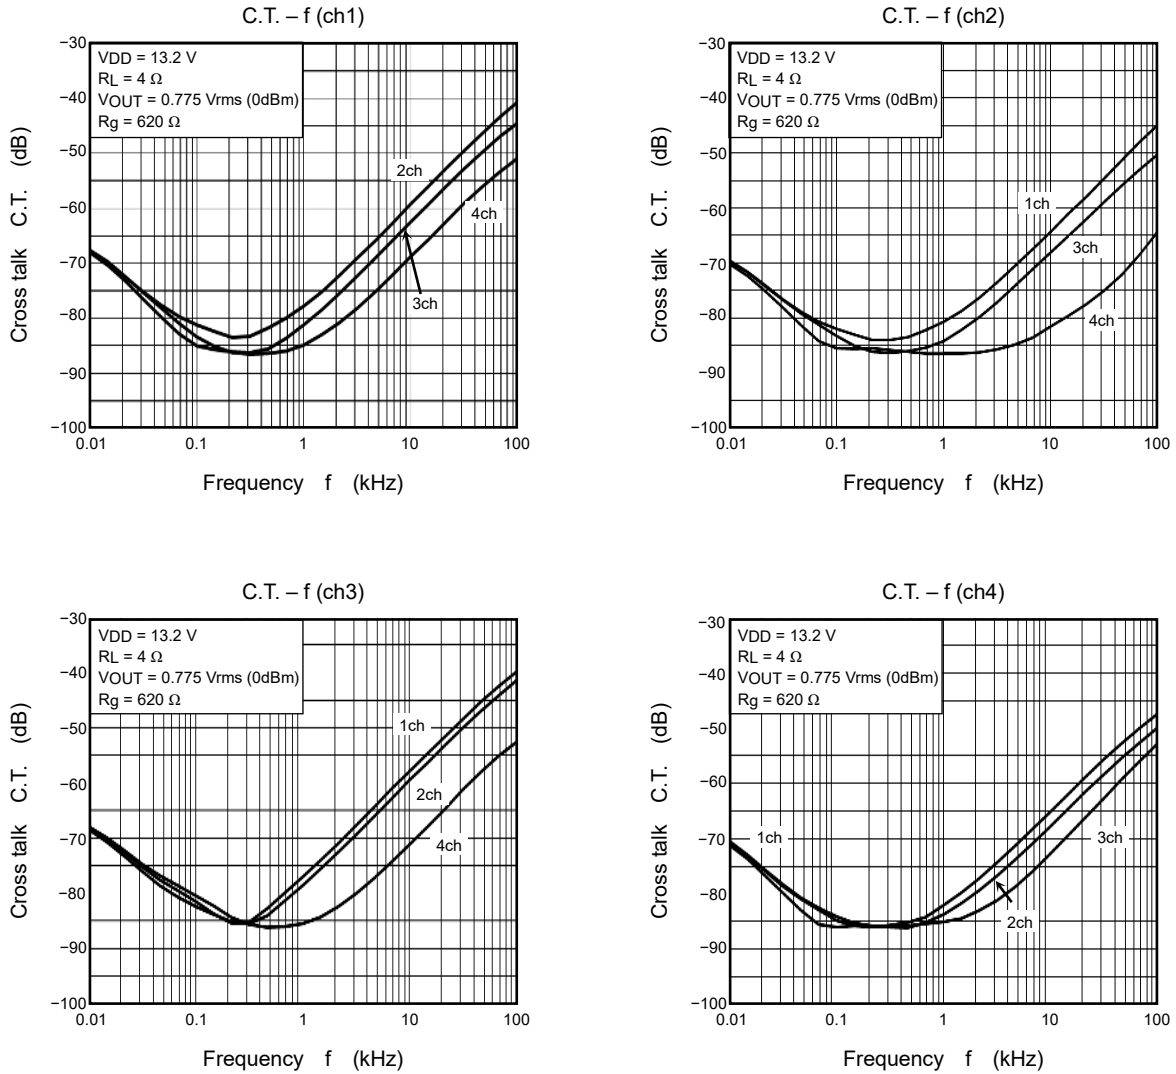 C.T. – f (ch1)
VDD = 13.2 V
RL = 4 Ω
VOUT = 0.775 Vrms (0dBm)
Rg = 620 Ω
Cross talk C.T. (dB)
−30
−40
−50
−60
−70
−80
−90
−100
2ch
4ch
3ch
0.01 0.1 1 10 100
Frequency f (kHz)
C.T. – f (ch2)
VDD = 13.2 V
RL = 4 Ω
VOUT = 0.775 Vrms (0dBm)
Rg = 620 Ω
Cross talk C.T. (dB)
−30
−40
−50
−60
−70
−80
−90
−100
1ch
3ch
4ch
0.01 0.1 1 10 100
Frequency f (kHz)
C.T. – f (ch3)
VDD = 13.2 V
RL = 4 Ω
VOUT = 0.775 Vrms (0dBm)
Rg = 620 Ω
Cross talk C.T. (dB)
−30
−40
−50
−60
−70
−80
−90
−100
1ch
2ch
4ch
0.01 0.1 1 10 100
Frequency f (kHz)
C.T. – f (ch4)
VDD = 13.2 V
RL = 4 Ω
VOUT = 0.775 Vrms (0dBm)
Rg = 620 Ω
Cross talk C.T. (dB)
−30
−40
−50
−60
−70
−80
−90
−100
1ch
3ch
2ch
0.01 0.1 1 10 100
Frequency f (kHz)